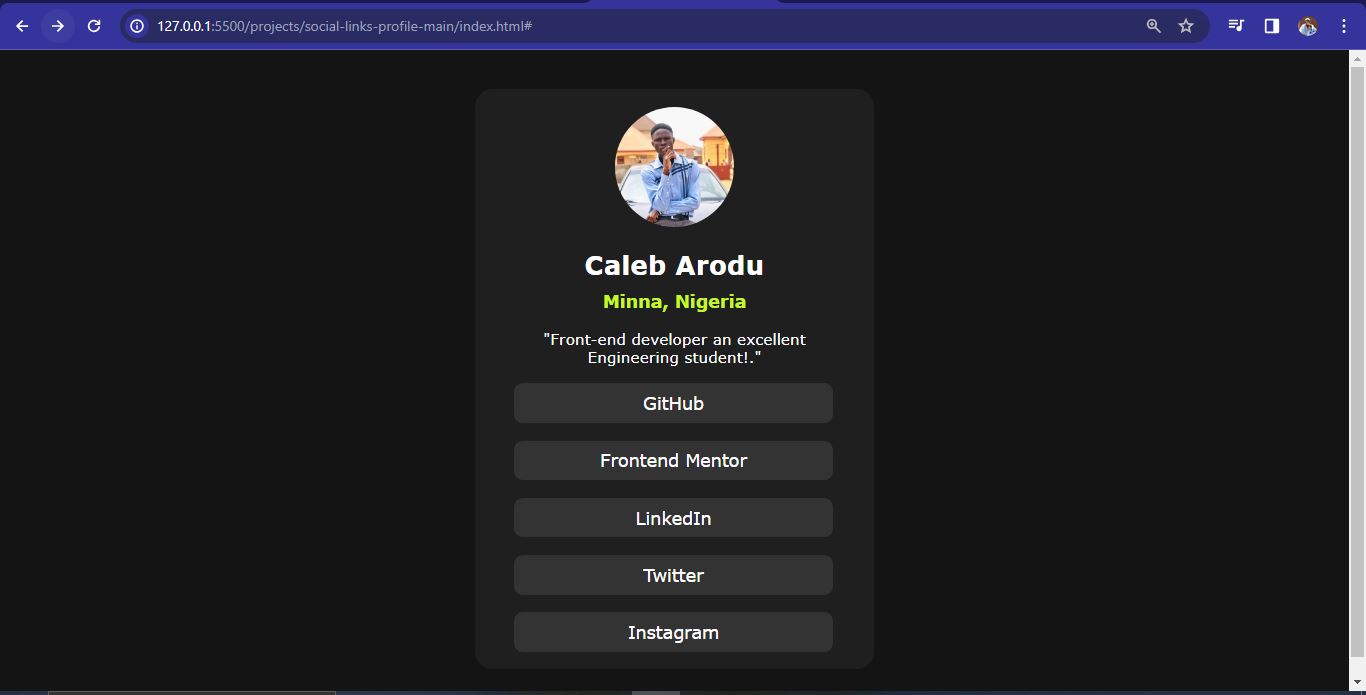 127.0.0.1:5500/projects/social-links-profile-main/index.html#
Caleb Arodu
Minna, Nigeria
"Front-end developer an excellent
Engineering student!."
GitHub
Frontend Mentor
LinkedIn
Twitter
Instagram